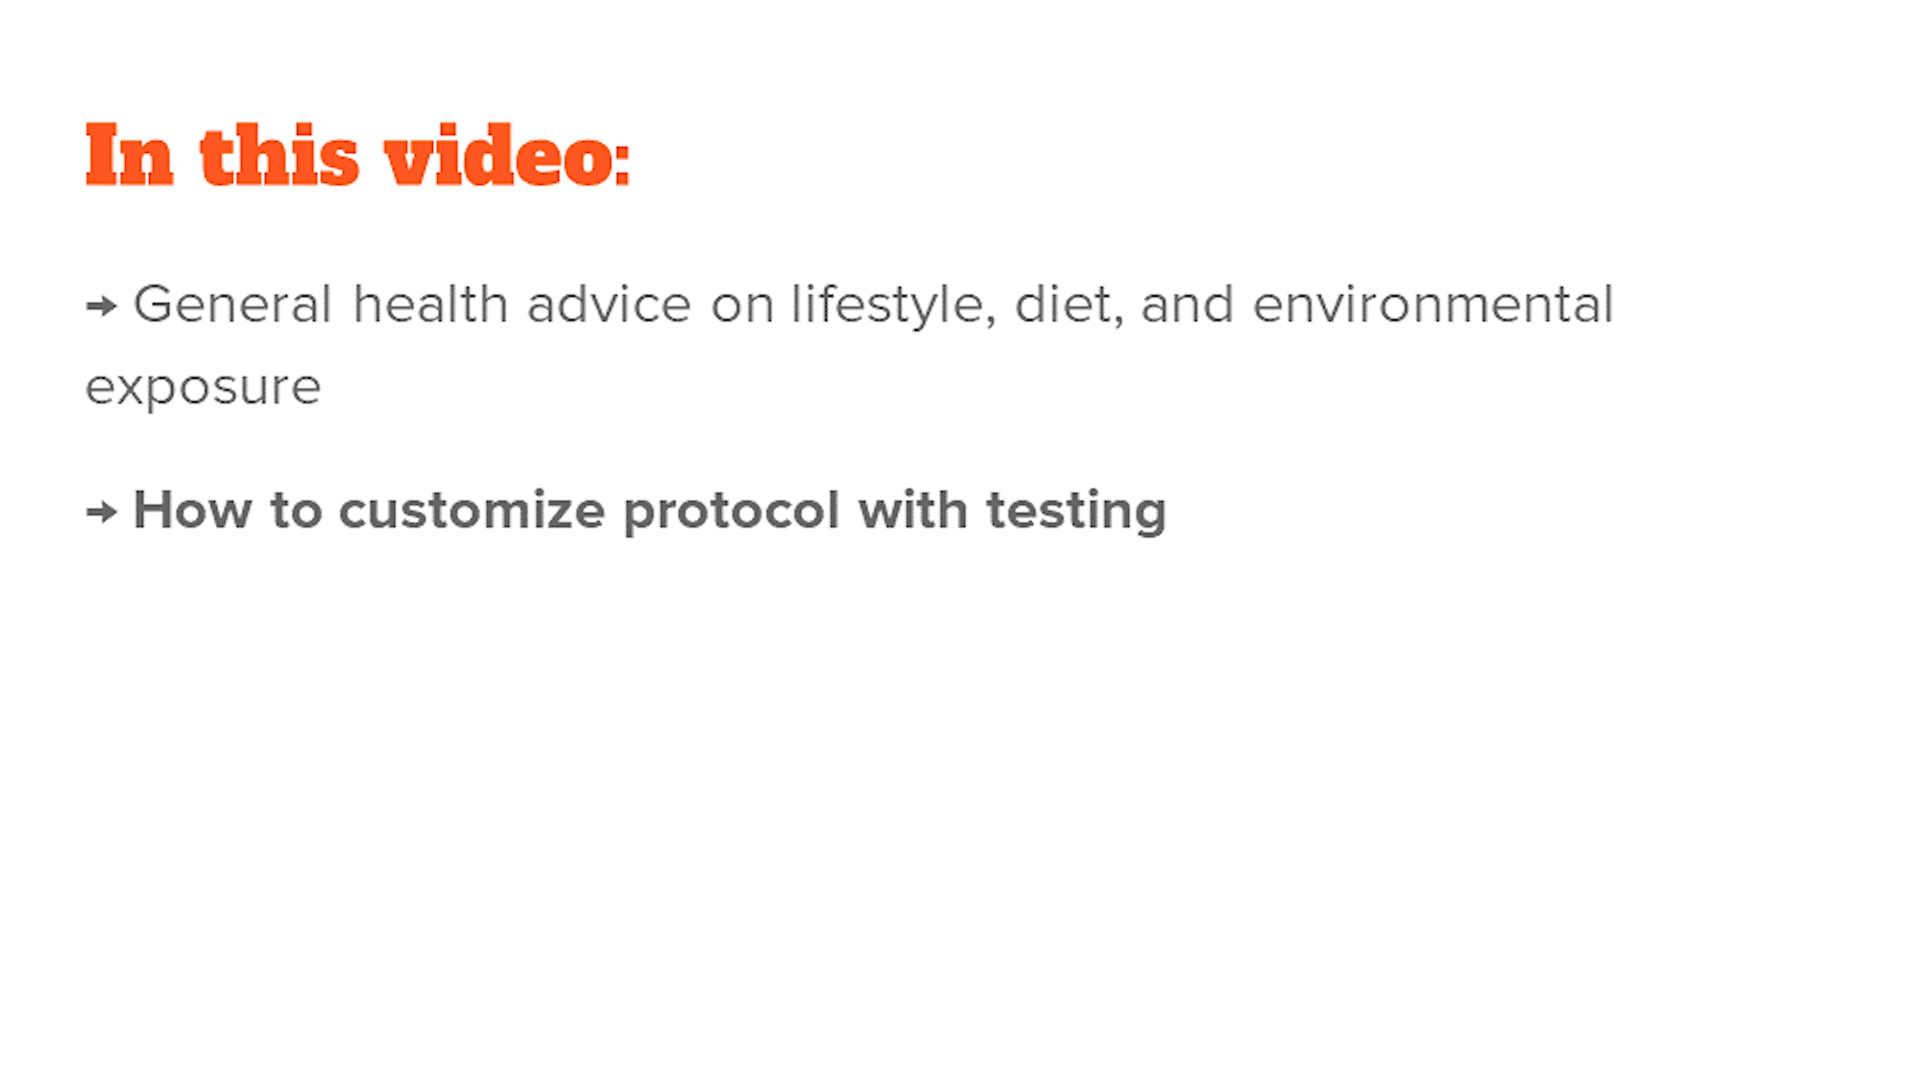 In this video:
→ General health advice on lifestyle, diet, and environmental
exposure
→ How to customize protocol with testing